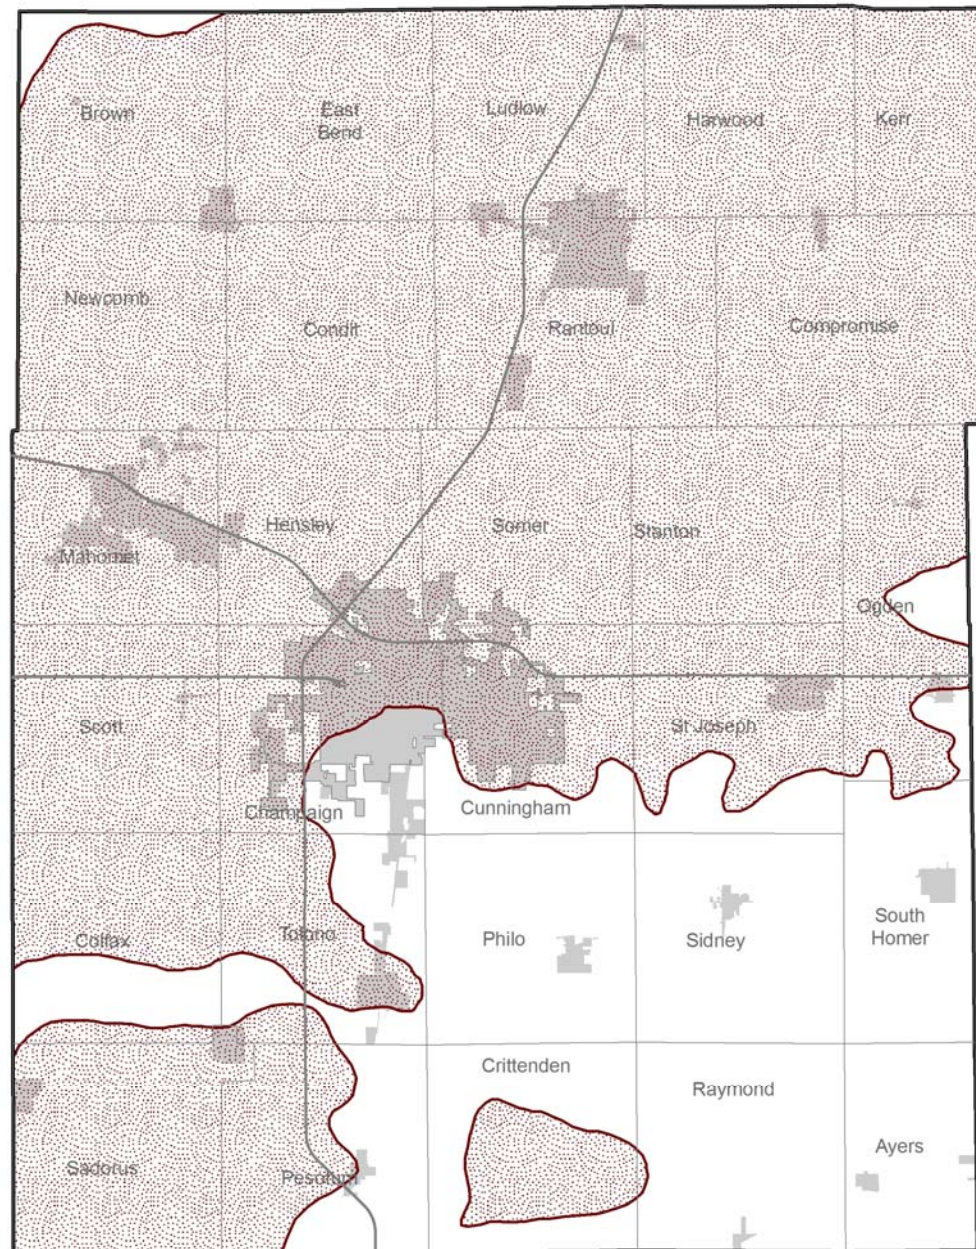 Brown
East
Bend
Ludlow
Harwood
Kerr
Newcomb
Condit
Rantoul
Compromise
Mahomet
Hensley
Somer
Stanton
Ogden
Scott
Champaign
Cunningham
St Joseph
Colfax
Tolono
Philo
Sidney
South
Homer
Sadorus
Pesotum
Crittenden
Raymond
Ayers